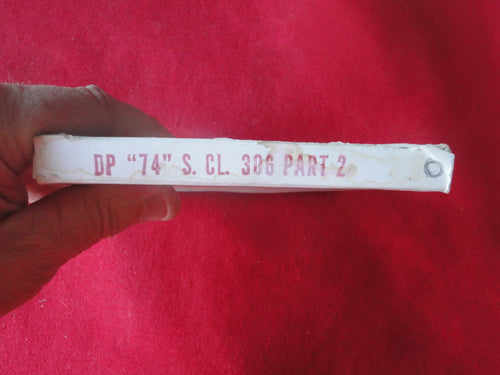 DP "74" S. CL. 306 PART 2